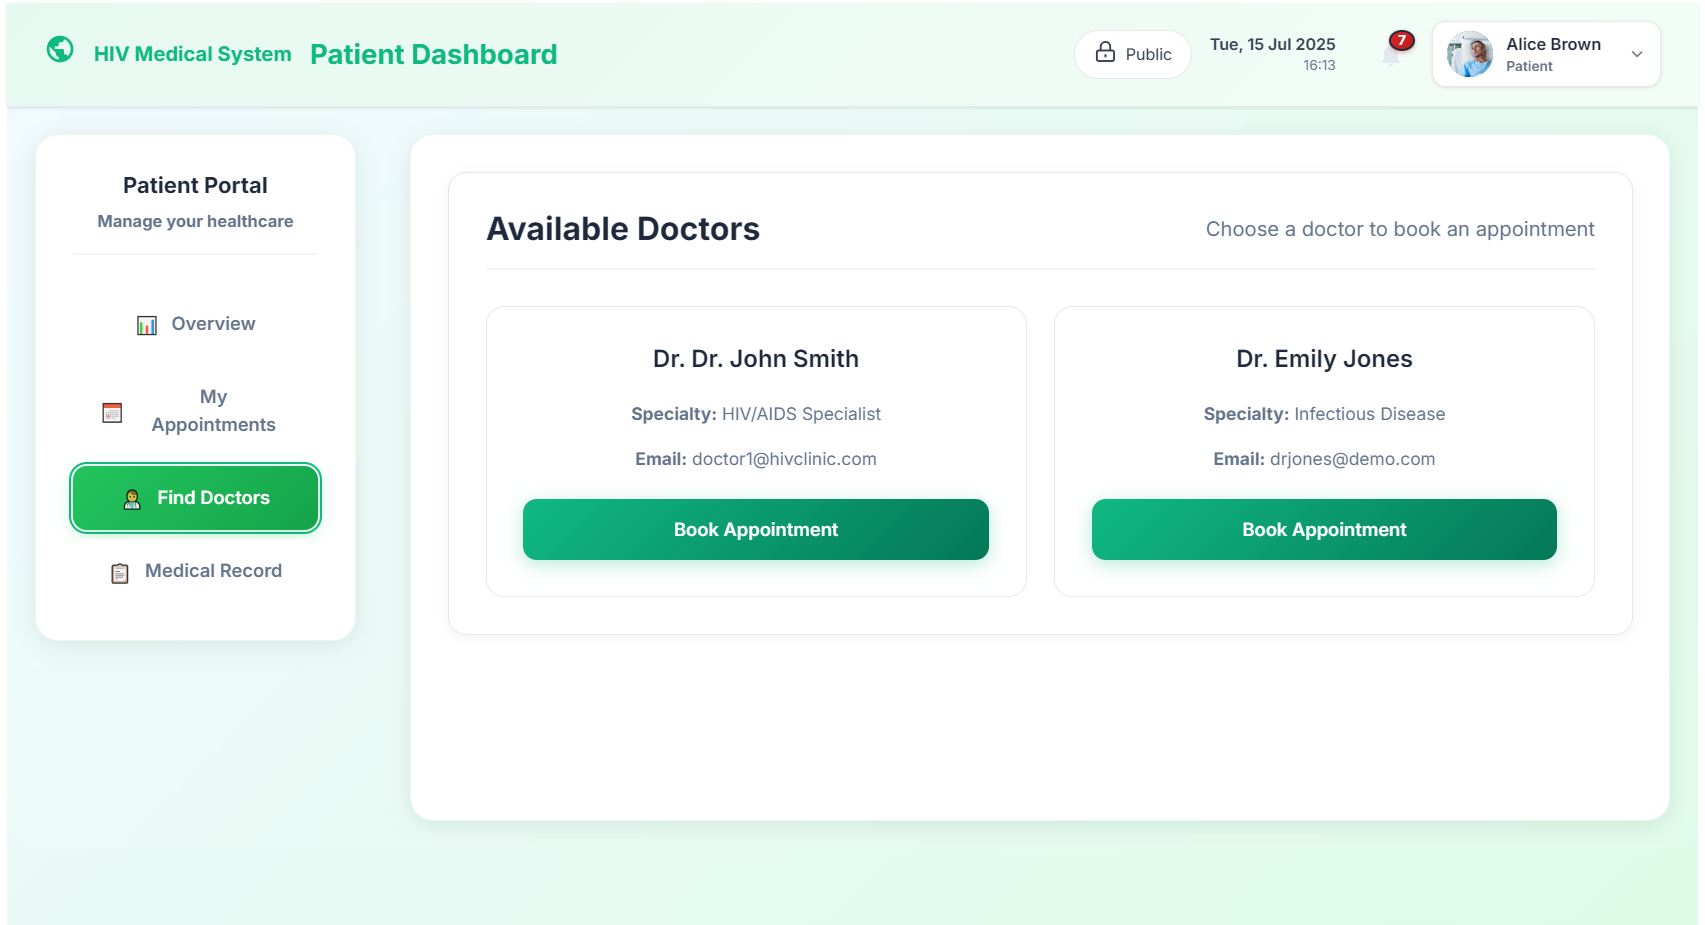 HIV Medical System
Patient Dashboard
Public
Tue, 15 Jul 2025
16:13
7
Alice Brown
Patient
Patient Portal
Manage your healthcare
Overview
My
Appointments
Find Doctors
Medical Record
Available Doctors
Choose a doctor to book an appointment
Dr. Dr. John Smith
Specialty: HIV/AIDS Specialist
Email: doctor1@hivclinic.com
Book Appointment
Dr. Emily Jones
Specialty: Infectious Disease
Email: drjones@demo.com
Book Appointment